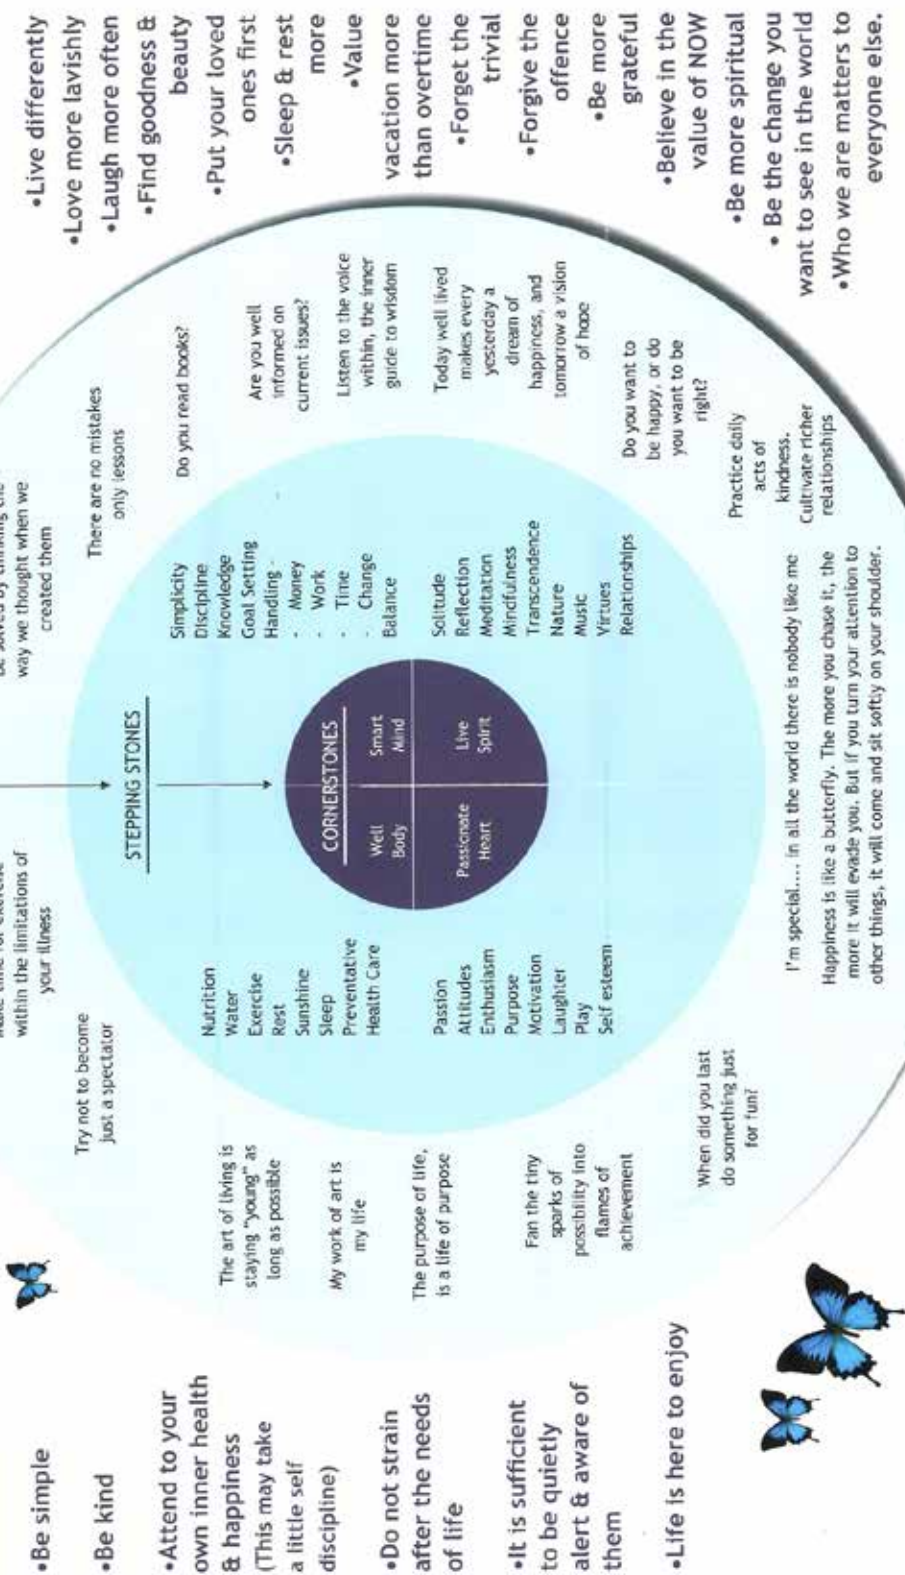 •Be simple
•Be kind
•Attend to your
own inner health
& happiness
(This may take
a little self
discipline)
•Do not strain
after the needs
of life
•It is sufficient
to be quietly
alert & aware of
them
•Life is here to enjoy
within the limitations of
your illness
Try not to become
just a spectator
The art of living is
staying "young" as
long as possible
My work of art is
my life
The purpose of life,
is a life of purpose
Fan the tiny
sparks of
possibility into
flames of
achievement
When did you last
do something just
for fun?
STEPPING STONES
Nutrition
Water
Exercise
Rest
Sunshine
Sleep
Preventative
Health Care
Passion
Attitudes
Enthusiasm
Purpose
Motivation
Laughter
Play
Self esteem
CORNERSTONES
Well
Body
Smart
Mind
Passionate
Heart
Live
Spirit
Simplicity
Discipline
Knowledge
Goal Setting
Handling -
- Money
- Work
- Time
- Change
Balance
Solitude
Reflection
Meditation
Mindfulness
Transcendence
Nature
Music
Virtues
Relationships
way we thought when we
created them
There are no mistakes
only lessons
Do you read books?
Are you well
informed on
current issues?
Listen to the voice
within, the inner
guide to wisdom
Today well lived
makes every
yesterday a
dream of
happiness, and
tomorrow a vision
of hope
Do you want to
be happy, or do
you want to be
right?
Practice daily
acts of
kindness.
Cultivate richer
relationships
I'm special.... in all the world there is nobody like me
Happiness is like a butterfly. The more you chase it, the
more it will evade you. But if you turn your attention to
other things, it will come and sit softly on your shoulder.
•Live differently
•Love more lavishly
•Laugh more often
•Find goodness &
beauty
•Put your loved
ones first
•Sleep & rest
more
•Value
vacation more
than overtime
•Forget the
trivial
•Forgive the
offence
•Be more
grateful
•Believe in the
value of NOW
•Be more spiritual
• Be the change you
want to see in the world
•Who we are matters to
everyone else.